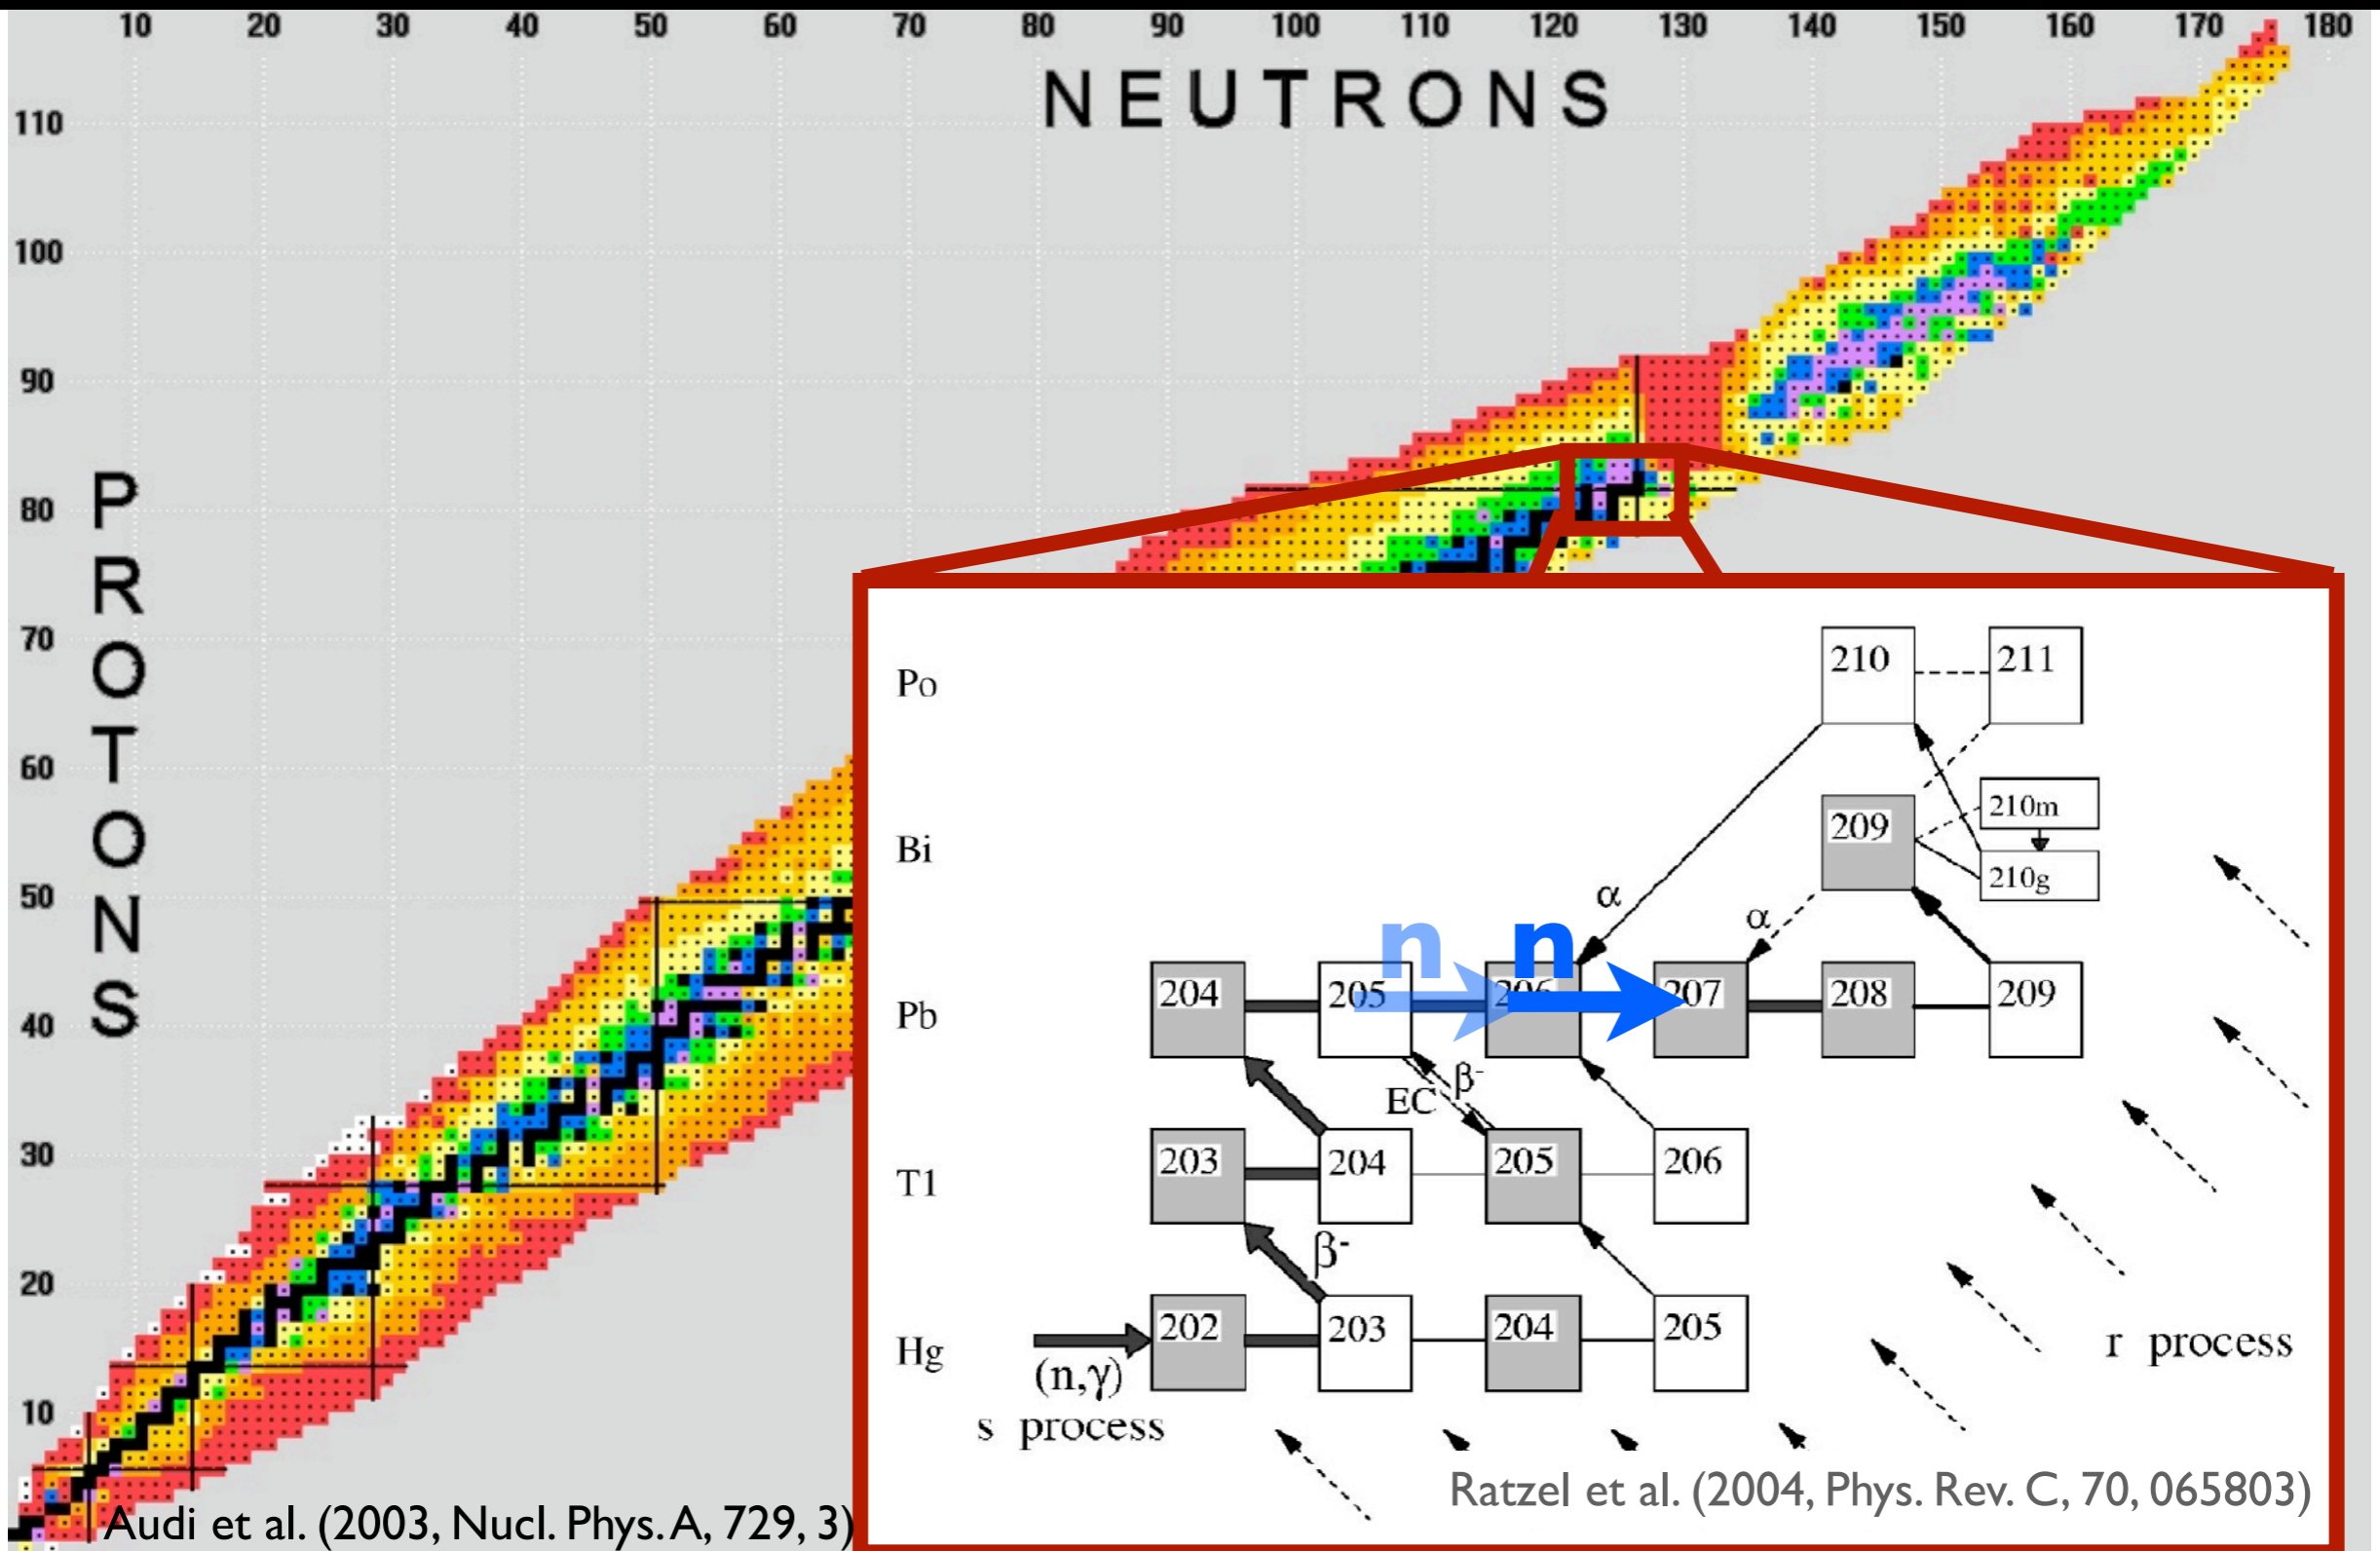 10 20 30 40 50 60 70 80 90 100 110 120 130 140 150 160 170 180
NEUTRONS
110
100
90
80
70
60
50
40
30
20
10
PROTONS
Po
210 211
Bi
209 210m
210g
α
α
n n
Pb
204 205 206 207 208 209
EC β-
Tl
203 204 205 206
β-
Hg
202 203 204 205
(n,γ)
s process
r process
Ratzel et al. (2004, Phys. Rev. C, 70, 065803)
Audi et al. (2003, Nucl. Phys. A, 729, 3)